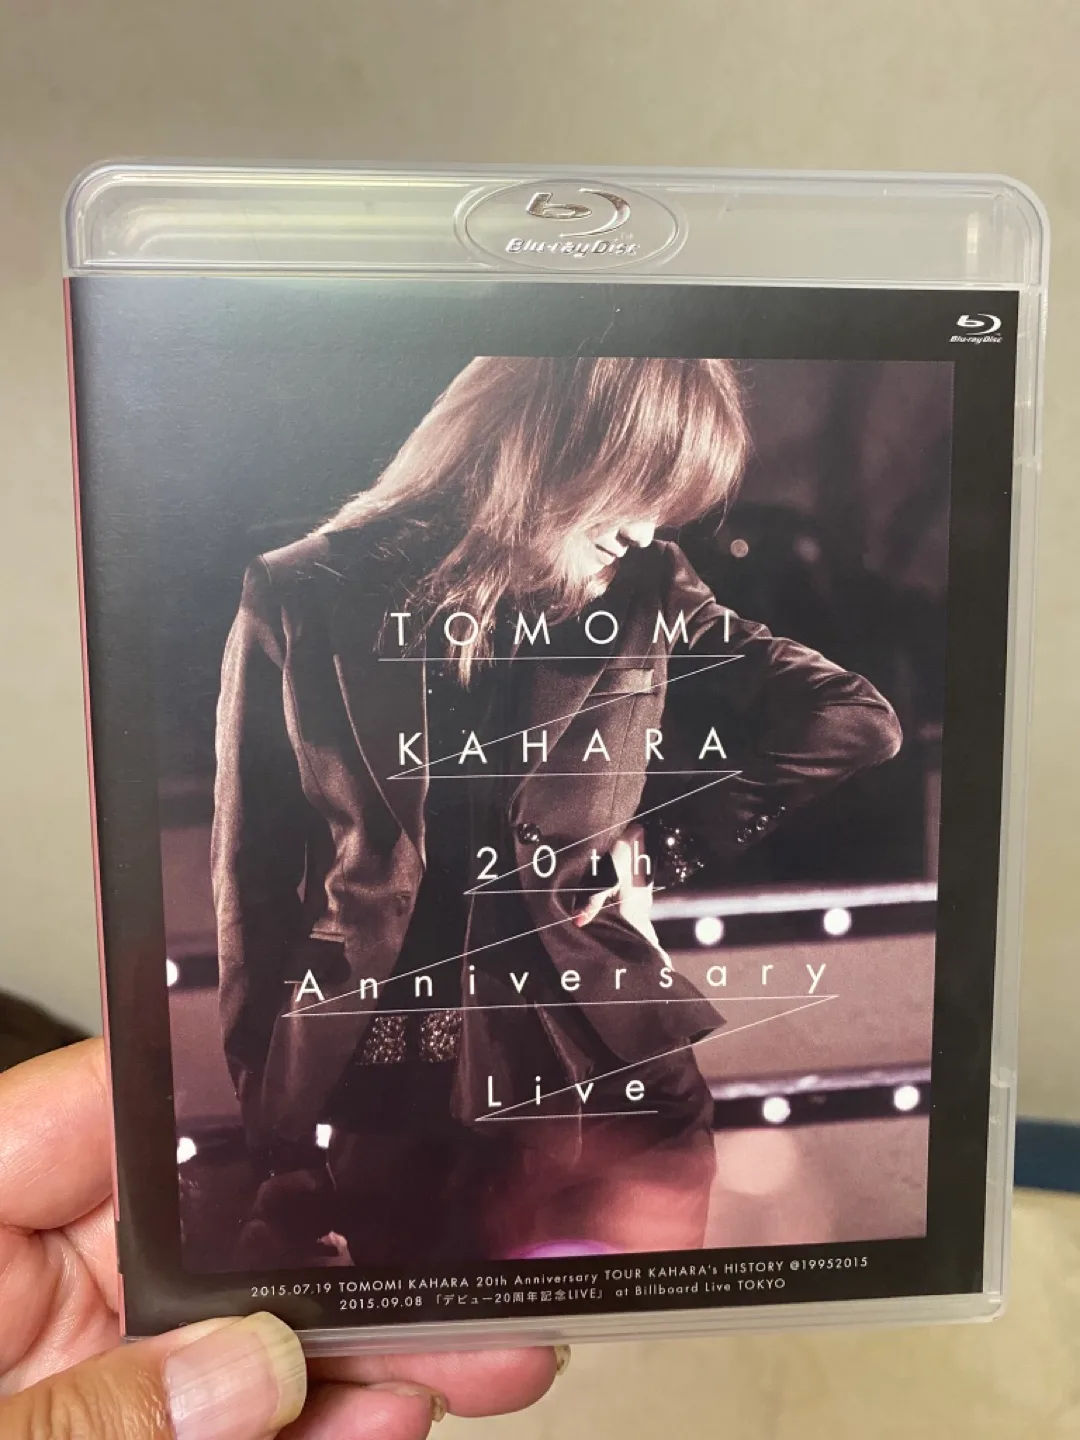 Blu-ray Disc
Blu-ray Disc
TOMOMI
KAHARA
20th
Anniversary
Live
2015.07.19 TOMOMI KAHARA 20th Anniversary TOUR KAHARA's HISTORY @19952015
2015.09.08 「デビュー20周年記念LIVE」 at Billboard Live TOKYO